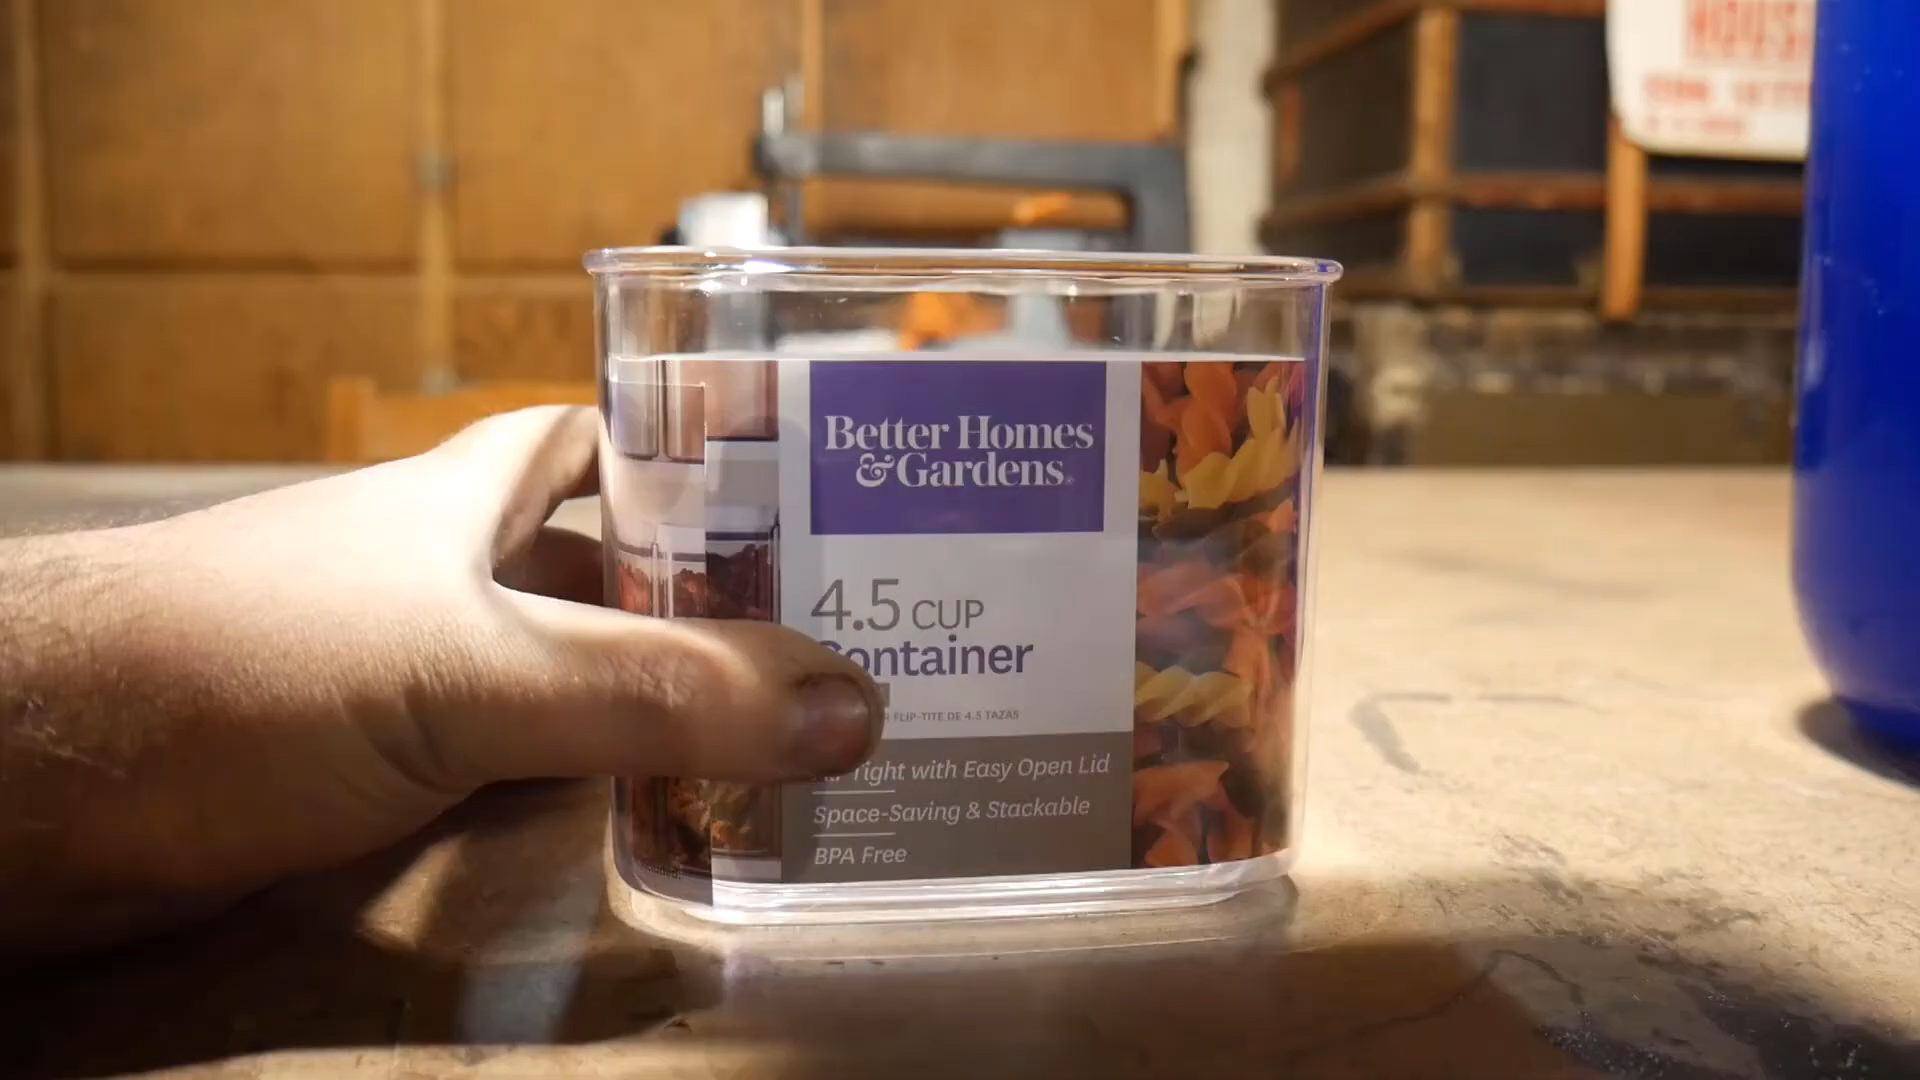 Better Homes
& Gardens
4.5 CUP
Container
FLIP-TITE DE 4.5 TAZAS
Tight with Easy Open Lid
Space-Saving & Stackable
BPA Free
HOUS